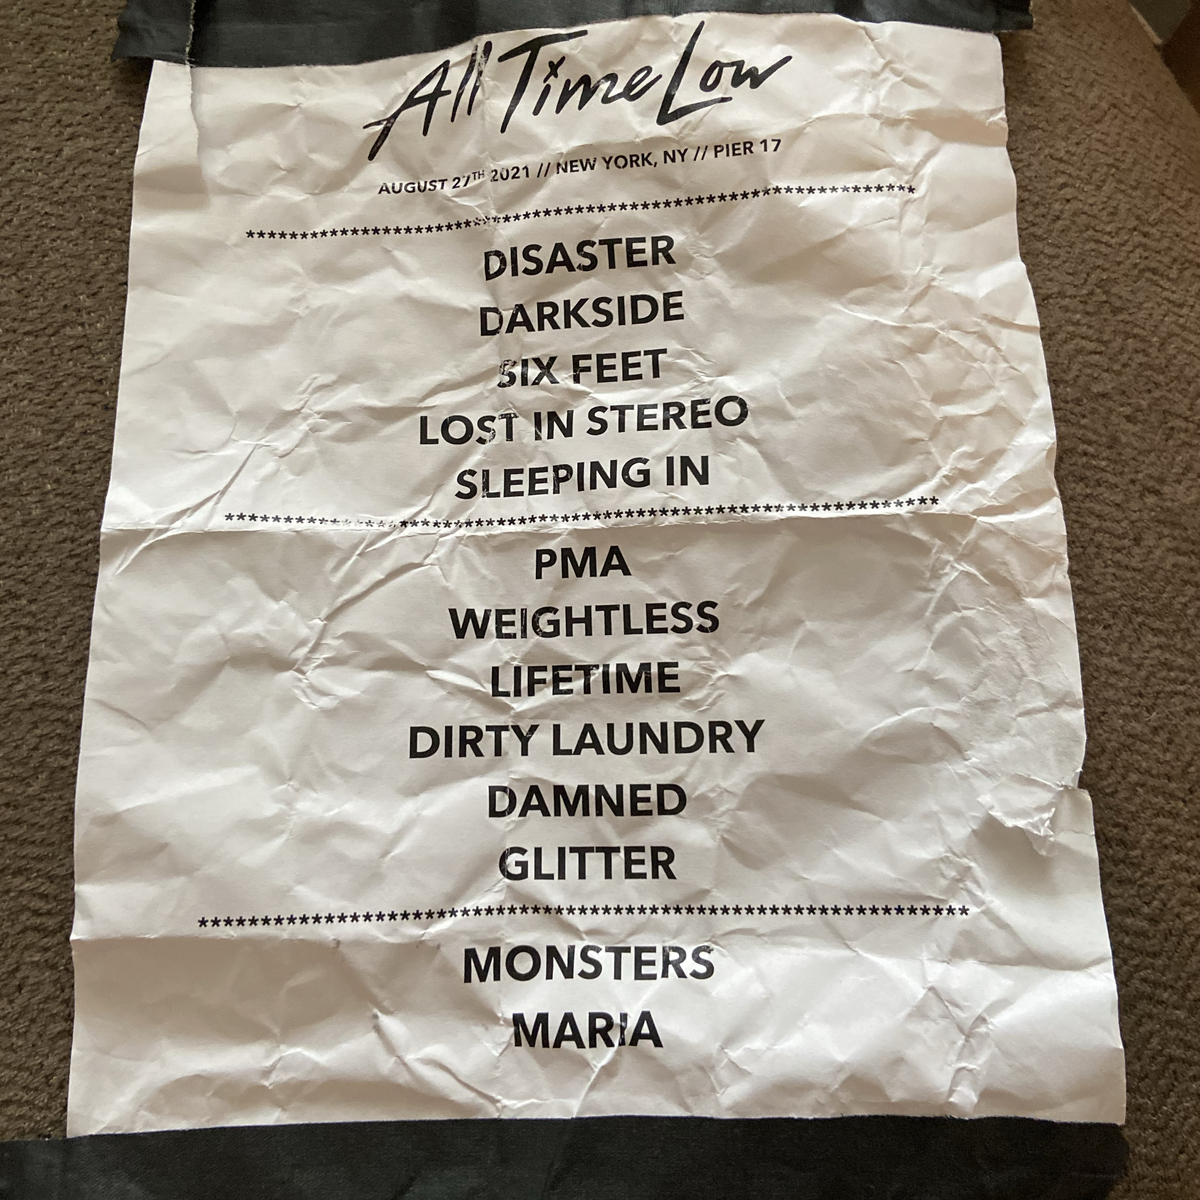 All Time Low
AUGUST 27TH 2021 // NEW YORK, NY // PIER 17
******************************************************************
DISASTER
DARKSIDE
SIX FEET
LOST IN STEREO
SLEEPING IN
******************************************************************
PMA
WEIGHTLESS
LIFETIME
DIRTY LAUNDRY
DAMNED
GLITTER
******************************************************************
MONSTERS
MARIA